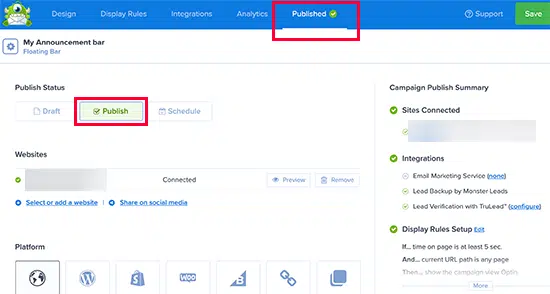 Design Display Rules Integrations Analytics Published Support Save
My Announcement bar
Floating Bar
Publish Status
Draft Publish Schedule
Websites
Connected Preview Remove
Select or add a website | Share on social media
Platform
WOO
Campaign Publish Summary
Sites Connected
Integrations
Email Marketing Service (none)
Lead Backup by Monster Leads
Lead Verification with TruLead™ (configure)
Display Rules Setup Edit
If... time on page is at least 5 sec.
And... current URL path is any page
Then... show the campaign view Optin
More